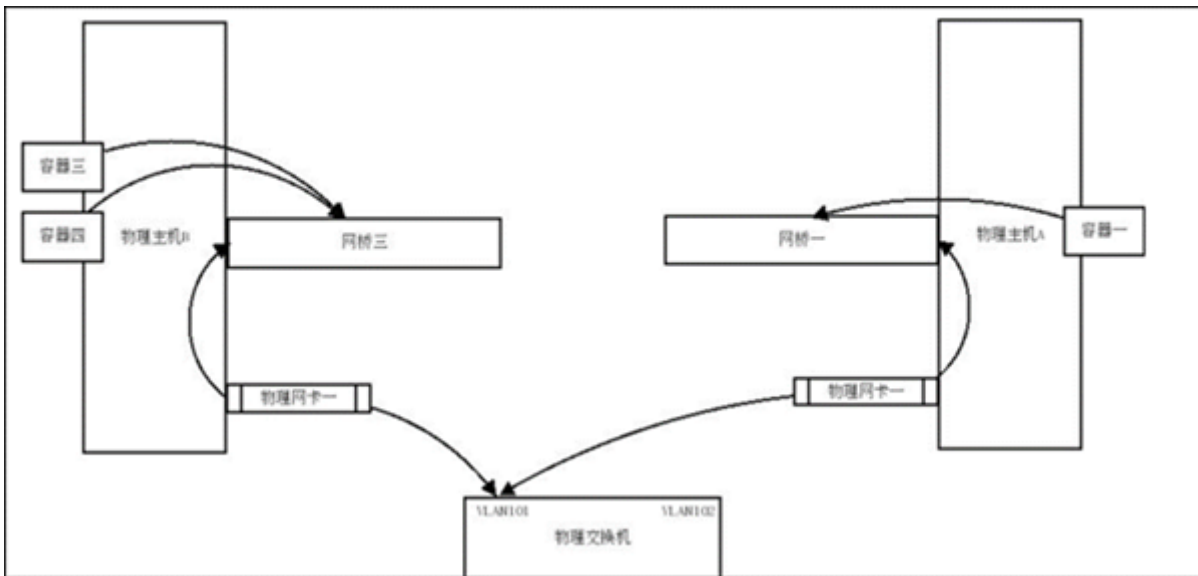 容器三
容器四
物理主机B
网桥三
网桥一
物理主机A
容器一
物理网卡一
物理网卡一
VLAN101
VLAN102
物理交换机